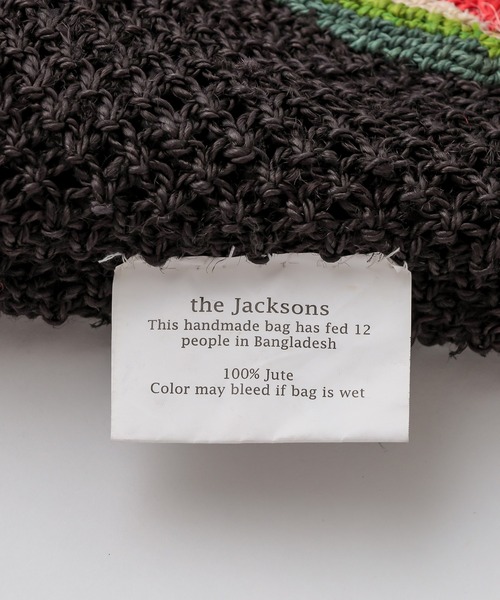 the Jacksons
This handmade bag has fed 12
people in Bangladesh
100% Jute
Color may bleed if bag is wet